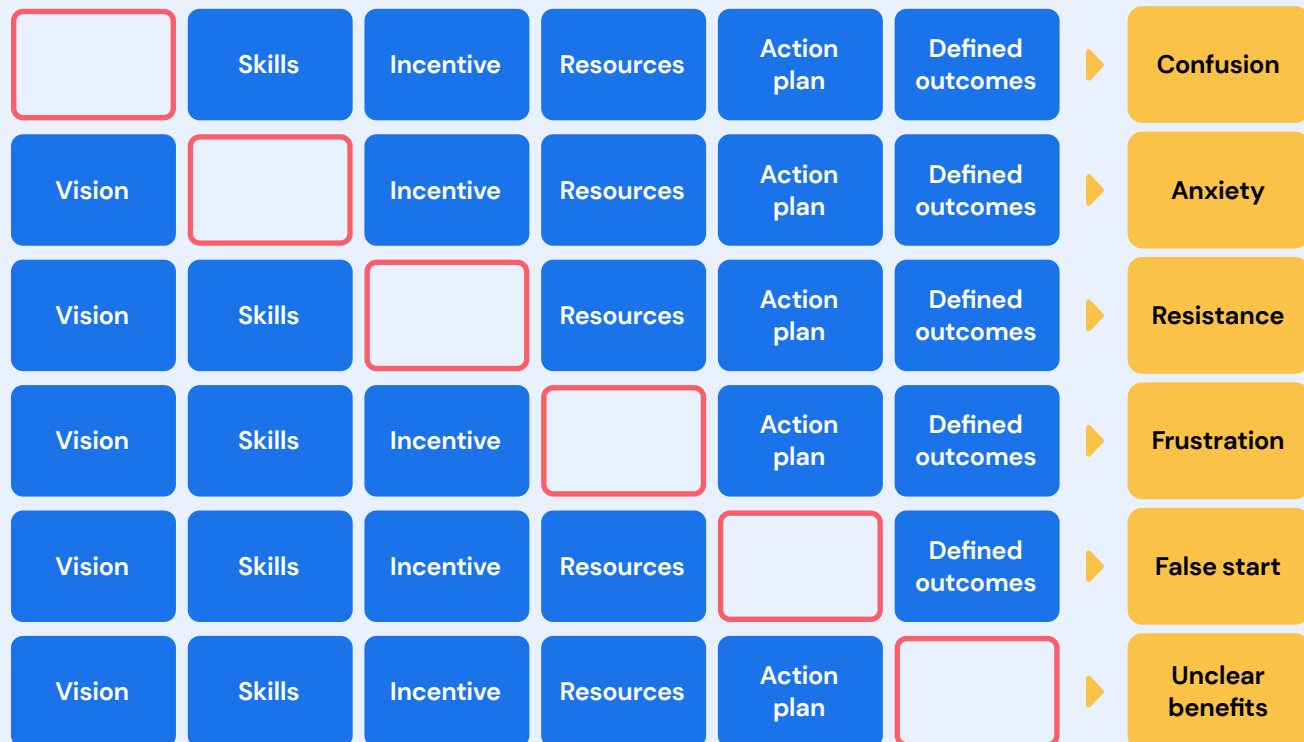 Skills Incentive Resources Action plan Defined outcomes Confusion
Vision Incentive Resources Action plan Defined outcomes Anxiety
Vision Skills Resources Action plan Defined outcomes Resistance
Vision Skills Incentive Action plan Defined outcomes Frustration
Vision Skills Incentive Resources Defined outcomes False start
Vision Skills Incentive Resources Action plan Unclear benefits